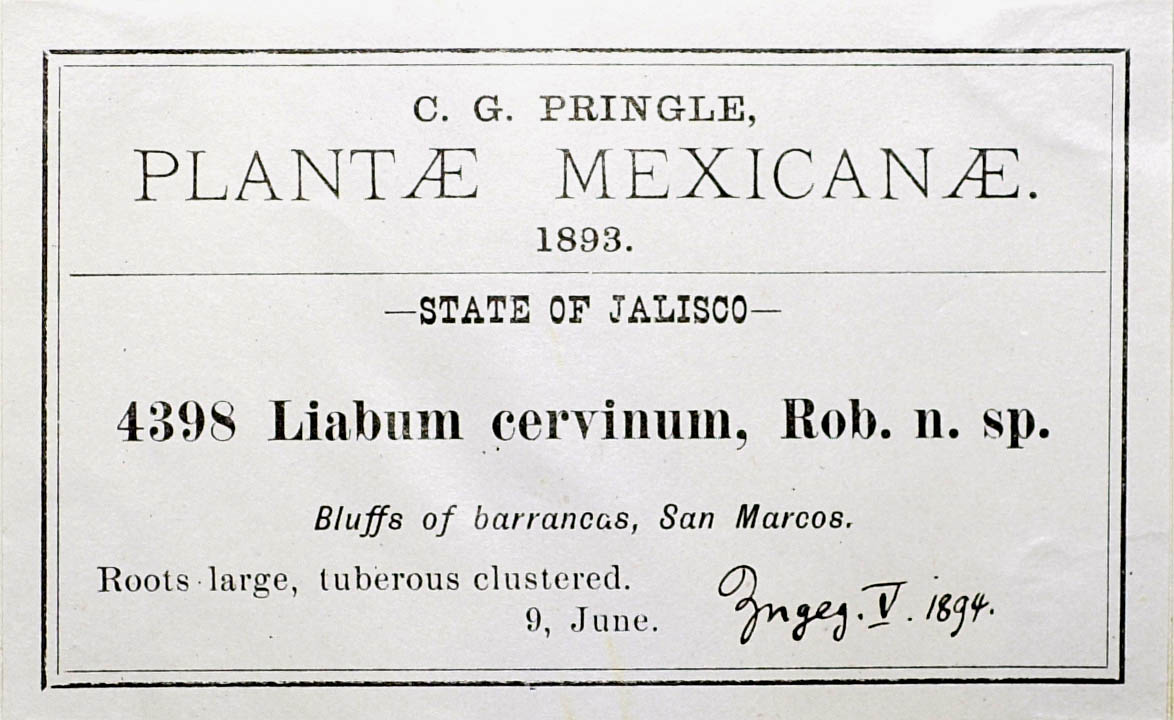 C. G. PRINGLE,
PLANTÆ MEXICANÆ.
1893.
—STATE OF JALISCO—
4398 Liabum cervinum, Rob. n. sp.
Bluffs of barrancas, San Marcos.
Roots large, tuberous clustered.
9, June.
Zngeg. V. 1894.